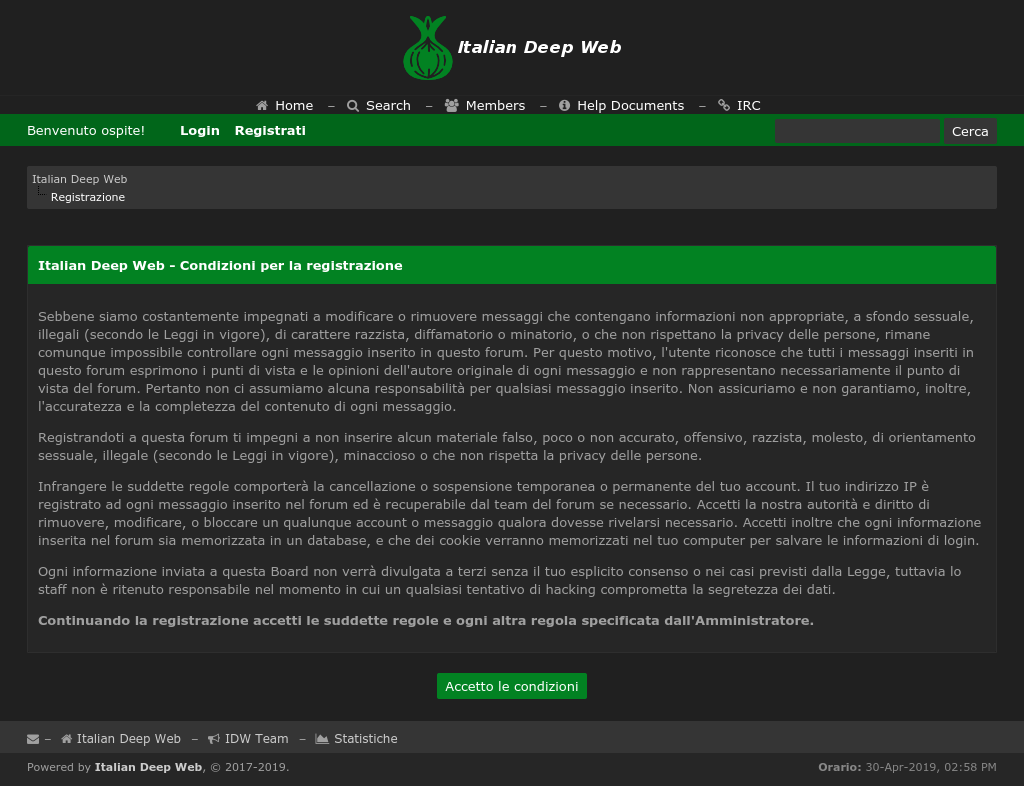 Italian Deep Web
Home – Search – Members – Help Documents – IRC
Benvenuto ospite! Login Registrati Cerca
Italian Deep Web
Registrazione
Italian Deep Web - Condizioni per la registrazione
Sebbene siamo costantemente impegnati a modificare o rimuovere messaggi che contengano informazioni non appropriate, a sfondo sessuale,
illegali (secondo le Leggi in vigore), di carattere razzista, diffamatorio o minatorio, o che non rispettano la privacy delle persone, rimane
comunque impossibile controllare ogni messaggio inserito in questo forum. Per questo motivo, l'utente riconosce che tutti i messaggi inseriti in
questo forum esprimono i punti di vista e le opinioni dell'autore originale di ogni messaggio e non rappresentano necessariamente il punto di
vista del forum. Pertanto non ci assumiamo alcuna responsabilità per qualsiasi messaggio inserito. Non assicuriamo e non garantiamo, inoltre,
l'accuratezza e la completezza del contenuto di ogni messaggio.
Registrandoti a questa forum ti impegni a non inserire alcun materiale falso, poco o non accurato, offensivo, razzista, molesto, di orientamento
sessuale, illegale (secondo le Leggi in vigore), minaccioso o che non rispetta la privacy delle persone.
Infrangere le suddette regole comporterà la cancellazione o sospensione temporanea o permanente del tuo account. Il tuo indirizzo IP è
registrato ad ogni messaggio inserito nel forum ed è recuperabile dal team del forum se necessario. Accetti la nostra autorità e diritto di
rimuovere, modificare, o bloccare un qualunque account o messaggio qualora dovesse rivelarsi necessario. Accetti inoltre che ogni informazione
inserita nel forum sia memorizzata in un database, e che dei cookie verranno memorizzati nel tuo computer per salvare le informazioni di login.
Ogni informazione inviata a questa Board non verrà divulgata a terzi senza il tuo esplicito consenso o nei casi previsti dalla Legge, tuttavia lo
staff non è ritenuto responsabile nel momento in cui un qualsiasi tentativo di hacking comprometta la segretezza dei dati.
Continuando la registrazione accetti le suddette regole e ogni altra regola specificata dall'Amministratore.
Accetto le condizioni
– Italian Deep Web – IDW Team – Statistiche
Powered by Italian Deep Web, © 2017-2019. Orario: 30-Apr-2019, 02:58 PM